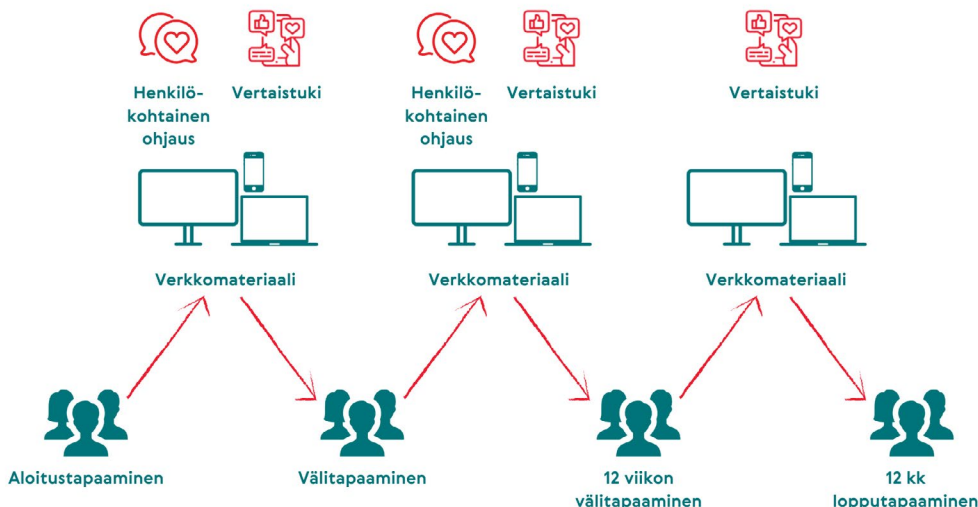 Henkilö-
kohtainen
ohjaus
Vertaistuki
Henkilö-
kohtainen
ohjaus
Vertaistuki
Vertaistuki
Verkkomateriaali
Verkkomateriaali
Verkkomateriaali
Aloitustapaaminen
Välitapaaminen
12 viikon
välitapaaminen
12 kk
lopputapaaminen